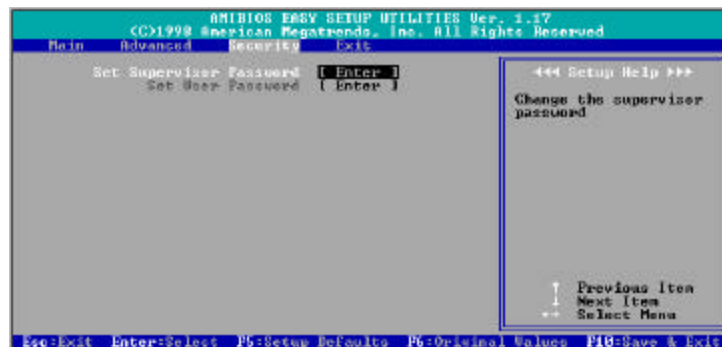 AMIBIOS EASY SETUP UTILITIES Ver. 1.17
(C)1998 American Megatrends, Inc. All Rights Reserved
Main Advanced Security Exit
Set Supervisor Password [ Enter ]
Set User Password [ Enter ]
Setup Help
Change the supervisor
password
Previous Item
Next Item
Select Menu
Esc:Exit Enter:Select F5:Setup Defaults F6:Original Values F10:Save & Exit